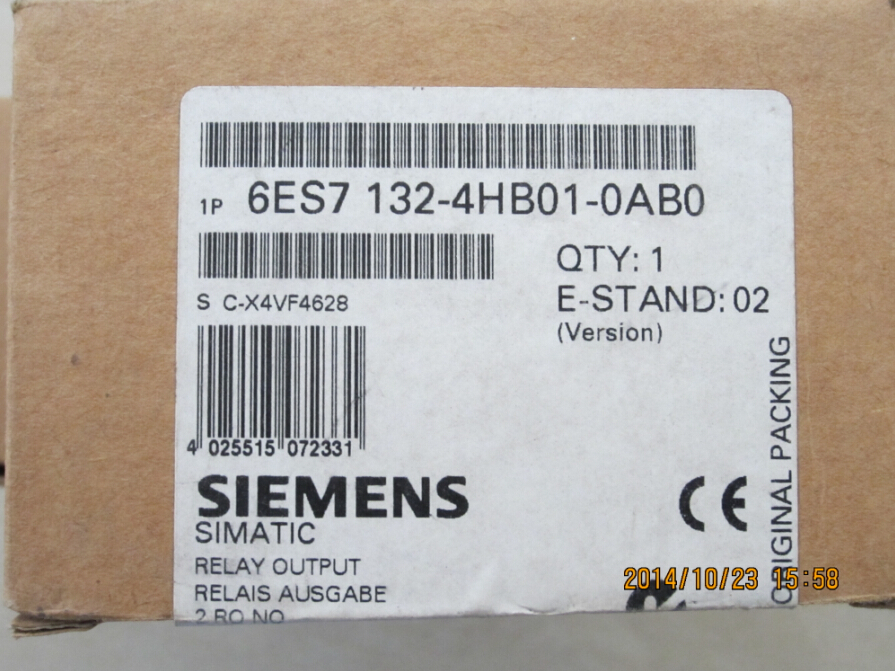 1P 6ES7 132-4HB01-0AB0
QTY: 1
S C-X4VF4628
E-STAND: 02
(Version)
4 025515 072331
SIEMENS
SIMATIC
RELAY OUTPUT
RELAIS AUSGABE
2 RO NO
CE
ORIGINAL PACKING
2014/10/23 15:58